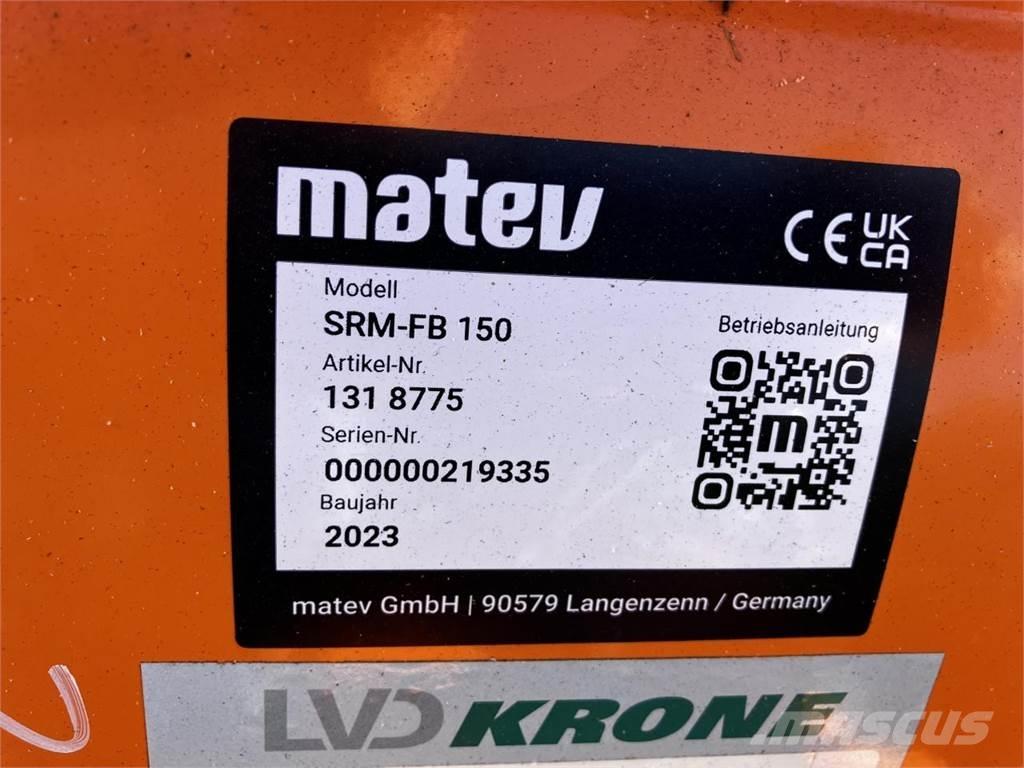 matev
CE UK CA
Modell
SRM-FB 150
Artikel-Nr.
131 8775
Serien-Nr.
000000219335
Baujahr
2023
Betriebsanleitung
m
matev GmbH | 90579 Langenzenn / Germany
LVD KRONE
MASCUS